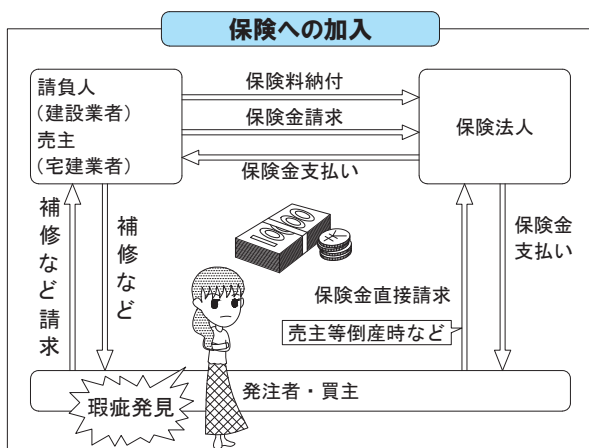 保険への加入
請負人
(建設業者)
売主
(宅建業者)
保険料納付
保険金請求
保険金支払い
保険法人
補修など請求
補修など
10000
保険金直接請求
売主等倒産時など
保険金
支払い
瑕疵発見
発注者・買主